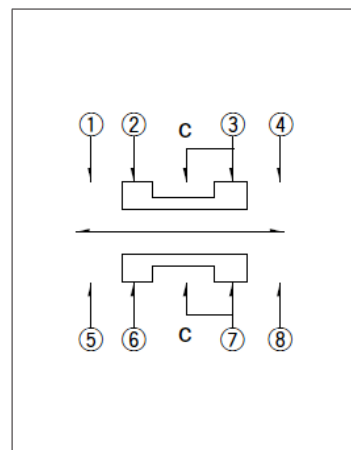 ① ② C ③ ④
⑤ ⑥ C ⑦ ⑧